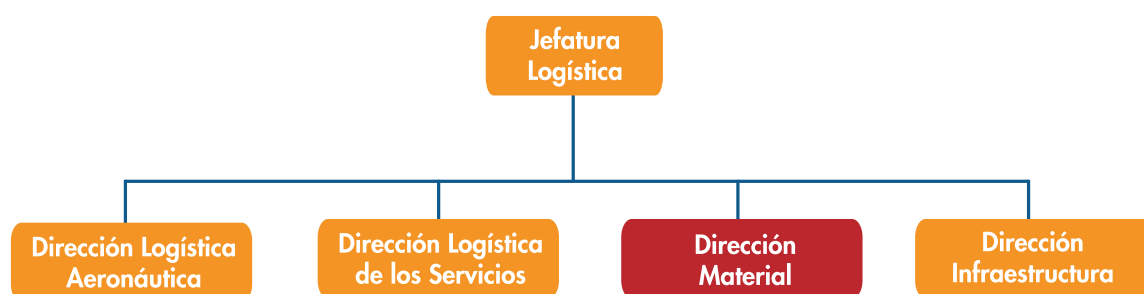 Jefatura
Logística
Dirección Logística
Aeronáutica
Dirección Logística
de los Servicios
Dirección
Material
Dirección
Infraestructura